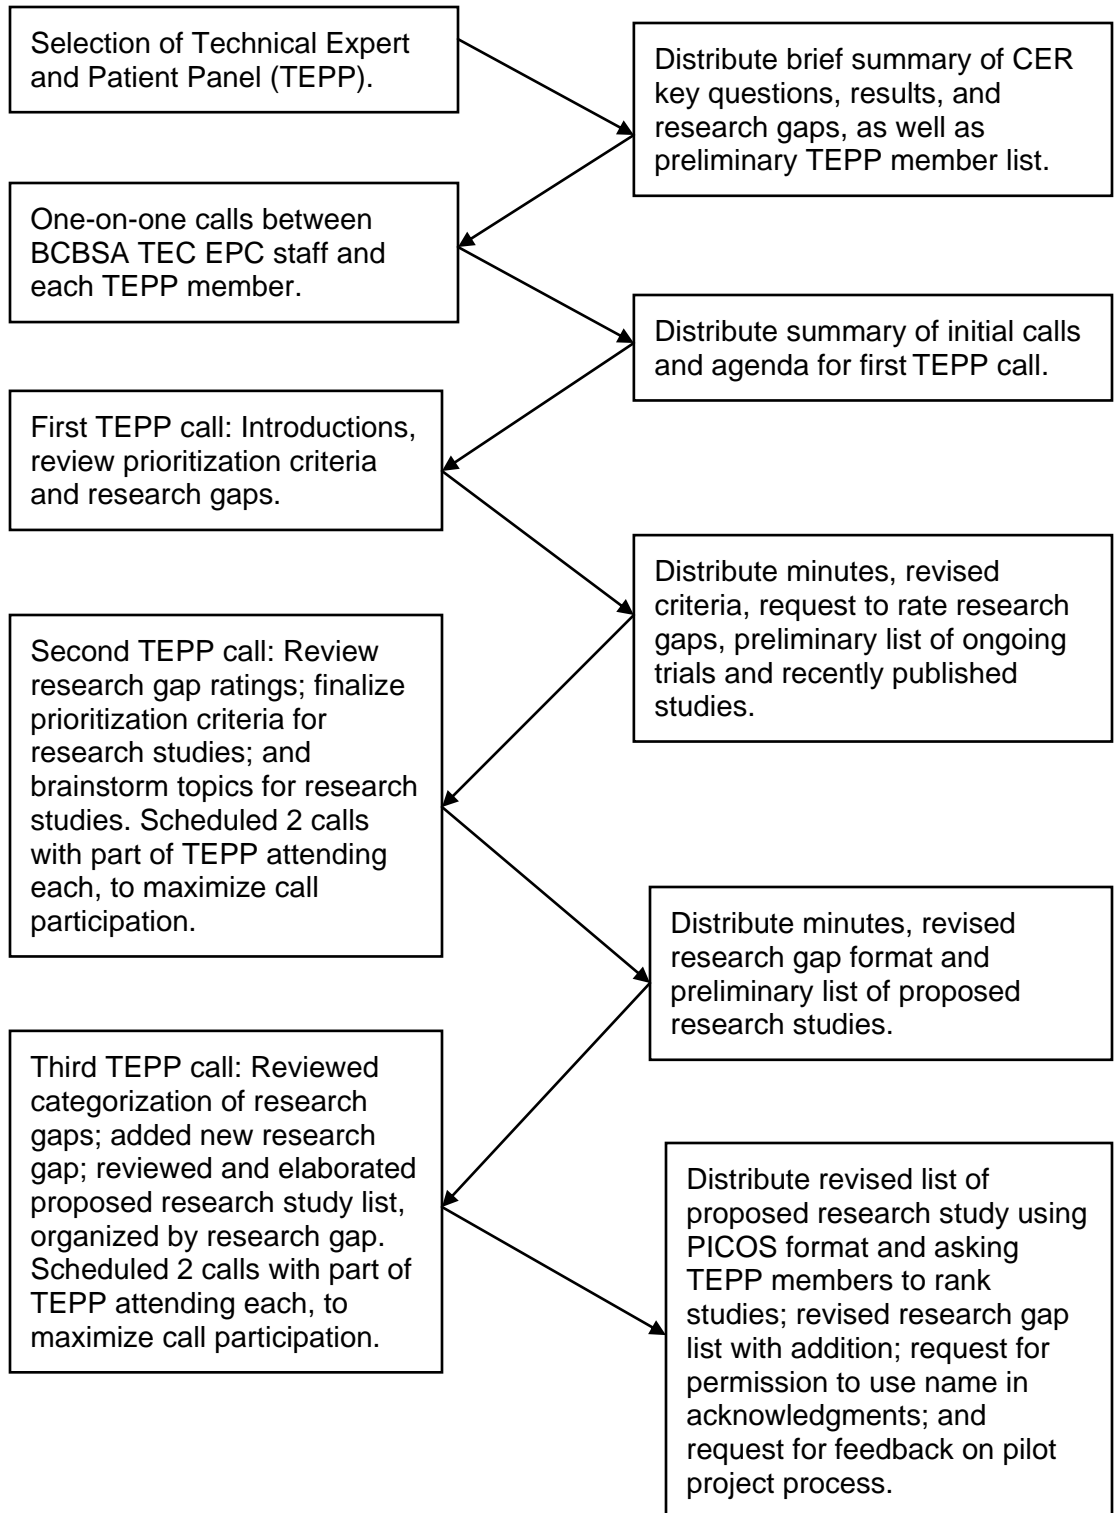 Selection of Technical Expert
and Patient Panel (TEPP).
Distribute brief summary of CER
key questions, results, and
research gaps, as well as
preliminary TEPP member list.
One-on-one calls between
BCBSA TEC EPC staff and
each TEPP member.
Distribute summary of initial calls
and agenda for first TEPP call.
First TEPP call: Introductions,
review prioritization criteria
and research gaps.
Distribute minutes, revised
criteria, request to rate research
gaps, preliminary list of ongoing
trials and recently published
studies.
Second TEPP call: Review
research gap ratings; finalize
prioritization criteria for
research studies; and
brainstorm topics for research
studies. Scheduled 2 calls
with part of TEPP attending
each, to maximize call
participation.
Distribute minutes, revised
research gap format and
preliminary list of proposed
research studies.
Third TEPP call: Reviewed
categorization of research
gaps; added new research
gap; reviewed and elaborated
proposed research study list,
organized by research gap.
Scheduled 2 calls with part of
TEPP attending each, to
maximize call participation.
Distribute revised list of
proposed research study using
PICOS format and asking
TEPP members to rank
studies; revised research gap
list with addition; request for
permission to use name in
acknowledgments; and
request for feedback on pilot
project process.